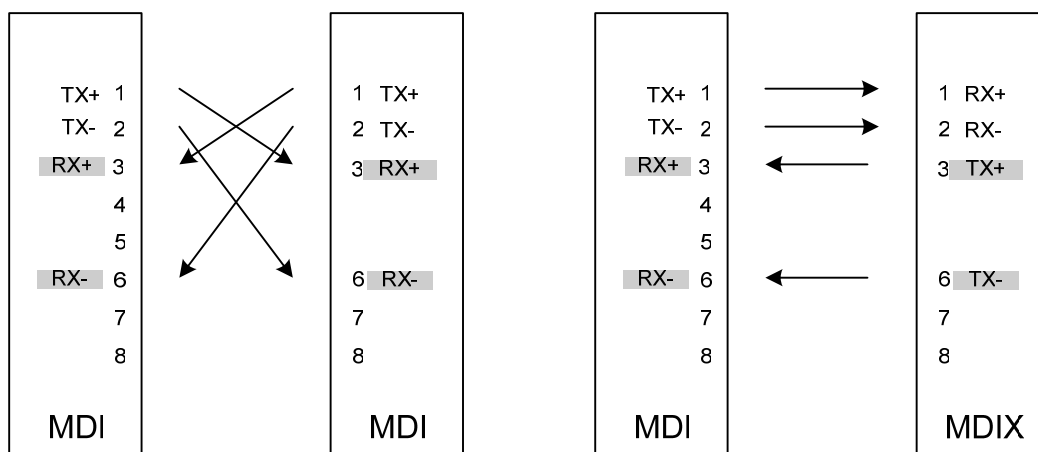 TX+ 1 1 TX+ TX+ 1 1 RX+
TX- 2 2 TX- TX- 2 2 RX-
RX+ 3 3 RX+ RX+ 3 3 TX+
4 4
5 5
RX- 6 6 RX- RX- 6 6 TX-
7 7 7 7
8 8 8 8
MDI MDI MDI MDIX